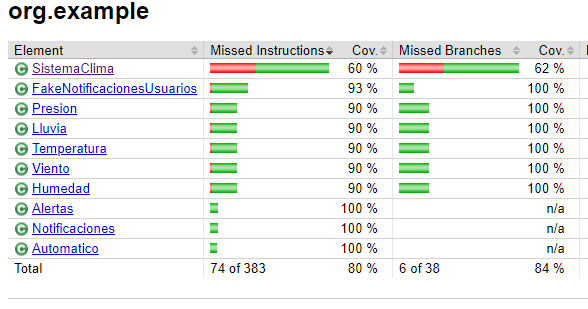 org.example
Element Missed Instructions Cov. Missed Branches Cov.
SistemaClima 60 % 62 %
FakeNotificacionesUsuarios 93 % 100 %
Presion 90 % 100 %
Lluvia 90 % 100 %
Temperatura 90 % 100 %
Viento 90 % 100 %
Humedad 90 % 100 %
Alertas 100 % n/a
Notificaciones 100 % n/a
Automatico 100 % n/a
Total 74 of 383 80 % 6 of 38 84 %